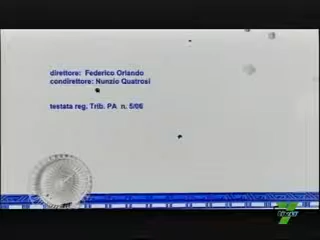 direttore: Federico Orlando
condirettore: Nunzio Quatrosi
testata reg. Trib. PA n. 5/06